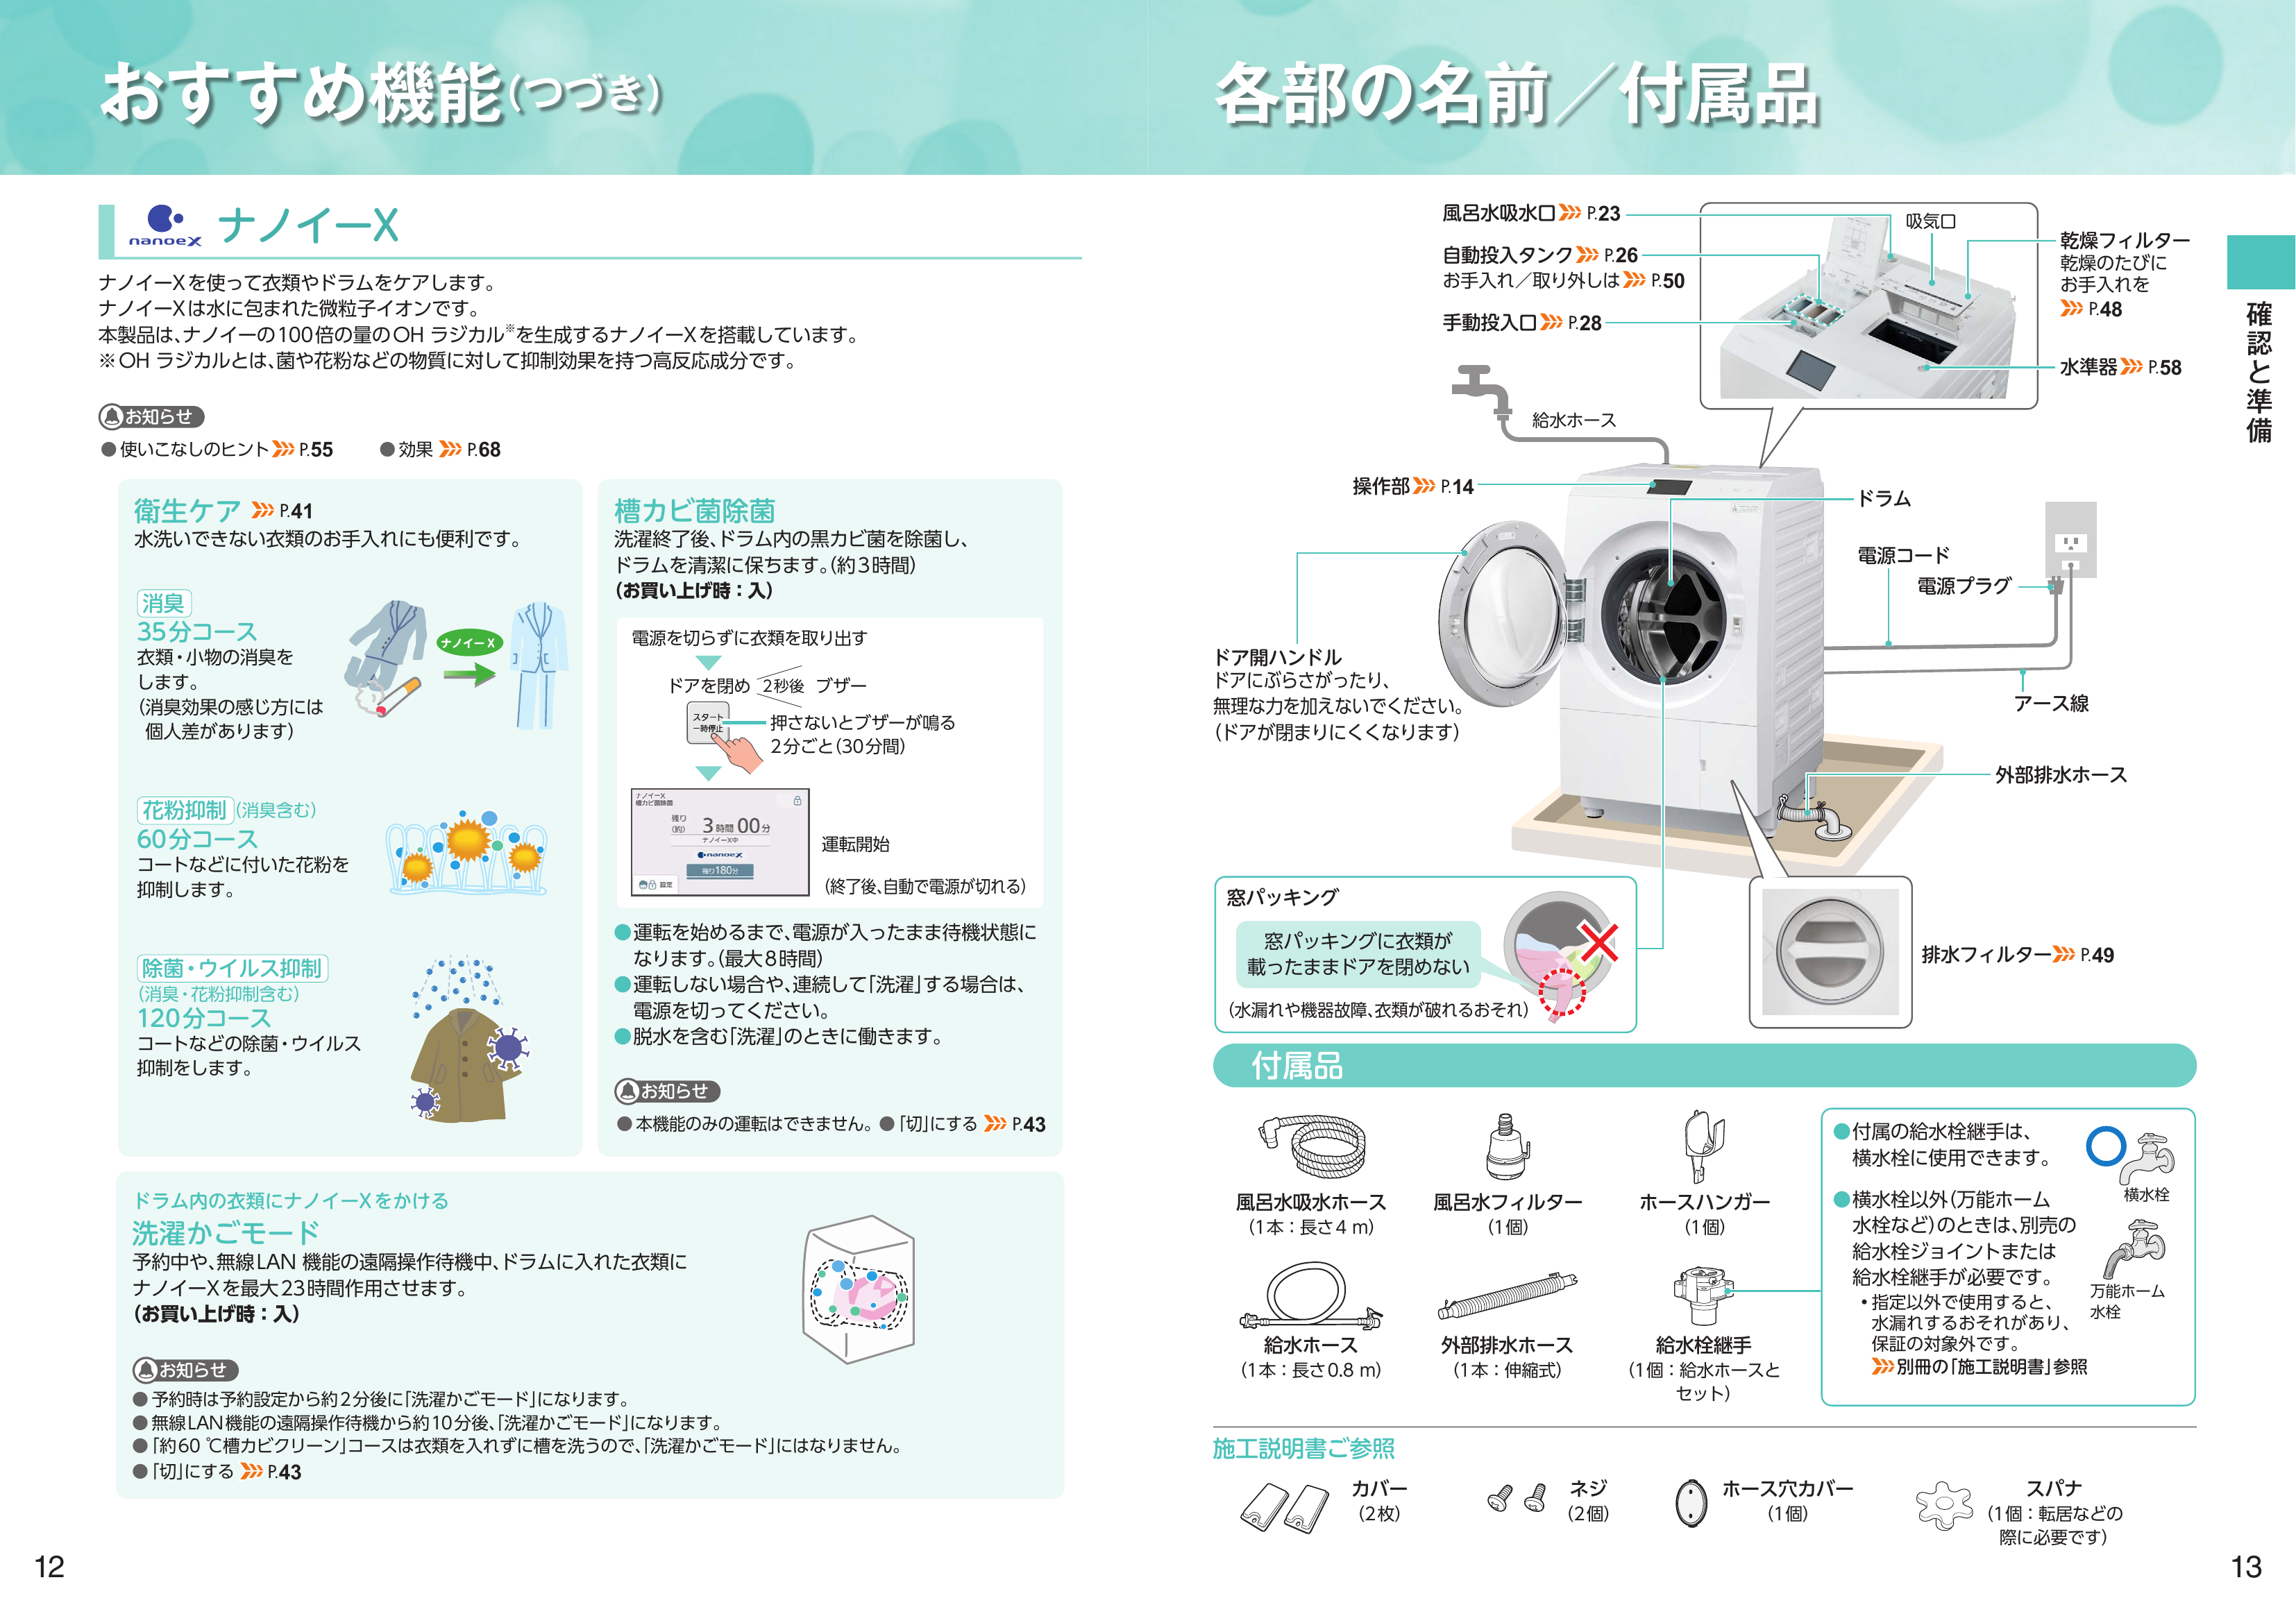 おすすめ機能(つづき)
nanoeX ナノイーX
ナノイーXを使って衣類やドラムをケアします。
ナノイーXは水に包まれた微粒子イオンです。
本製品は、ナノイーの100倍の量のOH ラジカル※を生成するナノイーXを搭載しています。
※OH ラジカルとは、菌や花粉などの物質に対して抑制効果を持つ高反応成分です。
お知らせ
●使いこなしのヒント P.55 ●効果 P.68
衛生ケア P.41
水洗いできない衣類のお手入れにも便利です。
消臭
35分コース
衣類・小物の消臭を
します。
(消臭効果の感じ方には
個人差があります)
ナノイーX
花粉抑制 (消臭含む)
60分コース
コートなどに付いた花粉を
抑制します。
除菌・ウイルス抑制
(消臭・花粉抑制含む)
120分コース
コートなどの除菌・ウイルス
抑制をします。
槽カビ菌除菌
洗濯終了後、ドラム内の黒カビ菌を除菌し、
ドラムを清潔に保ちます。(約3時間)
(お買い上げ時:入)
電源を切らずに衣類を取り出す
ドアを閉め 2秒後 ブザー
スタート
一時停止
押さないとブザーが鳴る
2分ごと(30分間)
ナノイーX
槽カビ菌除菌
残り
(約) 3時間00分
ナノイーX中
nanoeX
残り180分
設定
運転開始
(終了後、自動で電源が切れる)
●運転を始めるまで、電源が入ったまま待機状態に
なります。(最大8時間)
●運転しない場合や、連続して「洗濯」する場合は、
電源を切ってください。
●脱水を含む「洗濯」のときに働きます。
お知らせ
●本機能のみの運転はできません。 ●「切」にする P.43
ドラム内の衣類にナノイーXをかける
洗濯かごモード
予約中や、無線LAN 機能の遠隔操作待機中、ドラムに入れた衣類に
ナノイーXを最大23時間作用させます。
(お買い上げ時:入)
お知らせ
●予約時は予約設定から約2分後に「洗濯かごモード」になります。
●無線LAN機能の遠隔操作待機から約10分後、「洗濯かごモード」になります。
●「約60 ℃槽カビクリーン」コースは衣類を入れずに槽を洗うので、「洗濯かごモード」にはなりません。
●「切」にする P.43
12
各部の名前／付属品
風呂水吸水口 P.23
自動投入タンク P.26
お手入れ／取り外しは P.50
手動投入口 P.28
吸気口
乾燥フィルター
乾燥のたびに
お手入れを
P.48
水準器 P.58
給水ホース
操作部 P.14
ドラム
電源コード
電源プラグ
アース線
ドア開ハンドル
ドアにぶらさがったり、
無理な力を加えないでください。
(ドアが閉まりにくくなります)
外部排水ホース
窓パッキング
窓パッキングに衣類が
載ったままドアを閉めない
(水漏れや機器故障、衣類が破れるおそれ)
排水フィルター P.49
確認と準備
付属品
風呂水吸水ホース
(1本:長さ4 m)
風呂水フィルター
(1個)
ホースハンガー
(1個)
給水ホース
(1本:長さ0.8 m)
外部排水ホース
(1本:伸縮式)
給水栓継手
(1個:給水ホースと
セット)
●付属の給水栓継手は、
横水栓に使用できます。
横水栓
●横水栓以外(万能ホーム
水栓など)のときは、別売の
給水栓ジョイントまたは
給水栓継手が必要です。
・指定以外で使用すると、
水漏れするおそれがあり、
保証の対象外です。
別冊の「施工説明書」参照
万能ホーム
水栓
施工説明書ご参照
カバー
(2枚)
ネジ
(2個)
ホース穴カバー
(1個)
スパナ
(1個:転居などの
際に必要です)
13